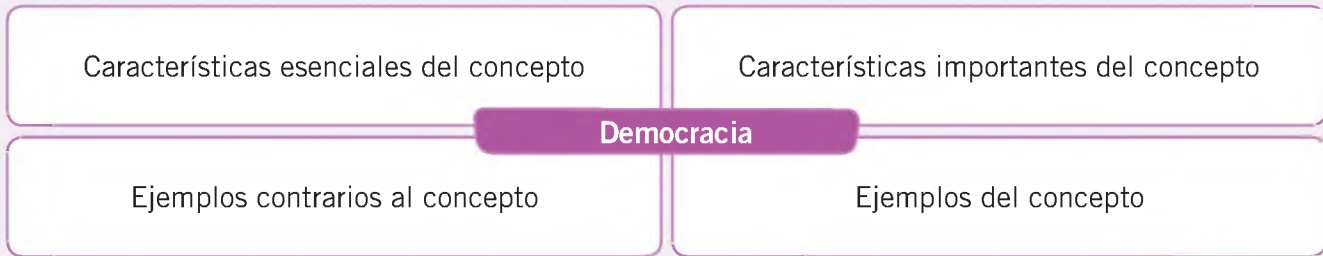 Características esenciales del concepto
Características importantes del concepto
Democracia
Ejemplos contrarios al concepto
Ejemplos del concepto